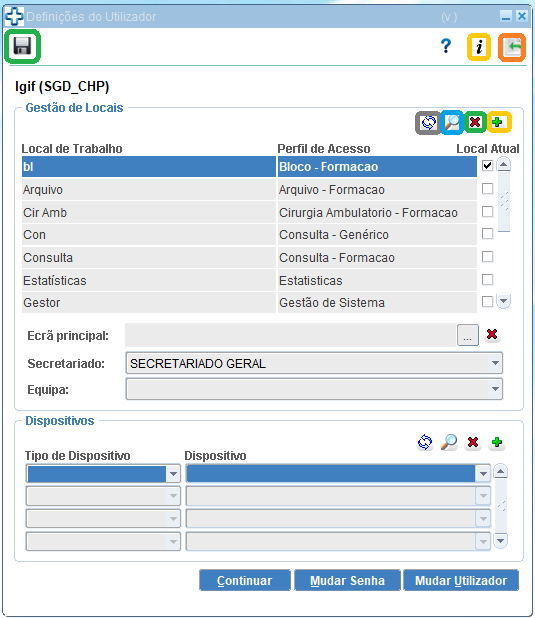 Definições do Utilizador (v )
? i
lgif (SGD_CHP)
Gestão de Locais
Local de Trabalho Perfil de Acesso Local Atual
bl Bloco - Formacao
Arquivo Arquivo - Formacao
Cir Amb Cirurgia Ambulatorio - Formacao
Con Consulta - Genérico
Consulta Consulta - Formacao
Estatísticas Estatisticas
Gestor Gestão de Sistema
Ecrã principal: ...
Secretariado: SECRETARIADO GERAL
Equipa:
Dispositivos
Tipo de Dispositivo Dispositivo
Continuar Mudar Senha Mudar Utilizador